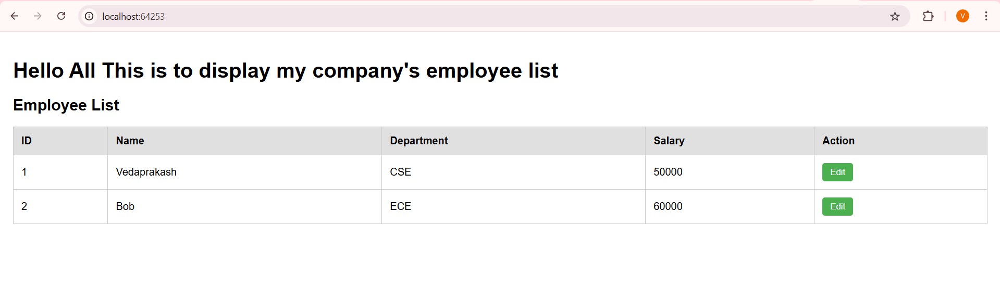 localhost:64253
V
Hello All This is to display my company's employee list
Employee List
ID Name Department Salary Action
1 Vedaprakash CSE 50000 Edit
2 Bob ECE 60000 Edit